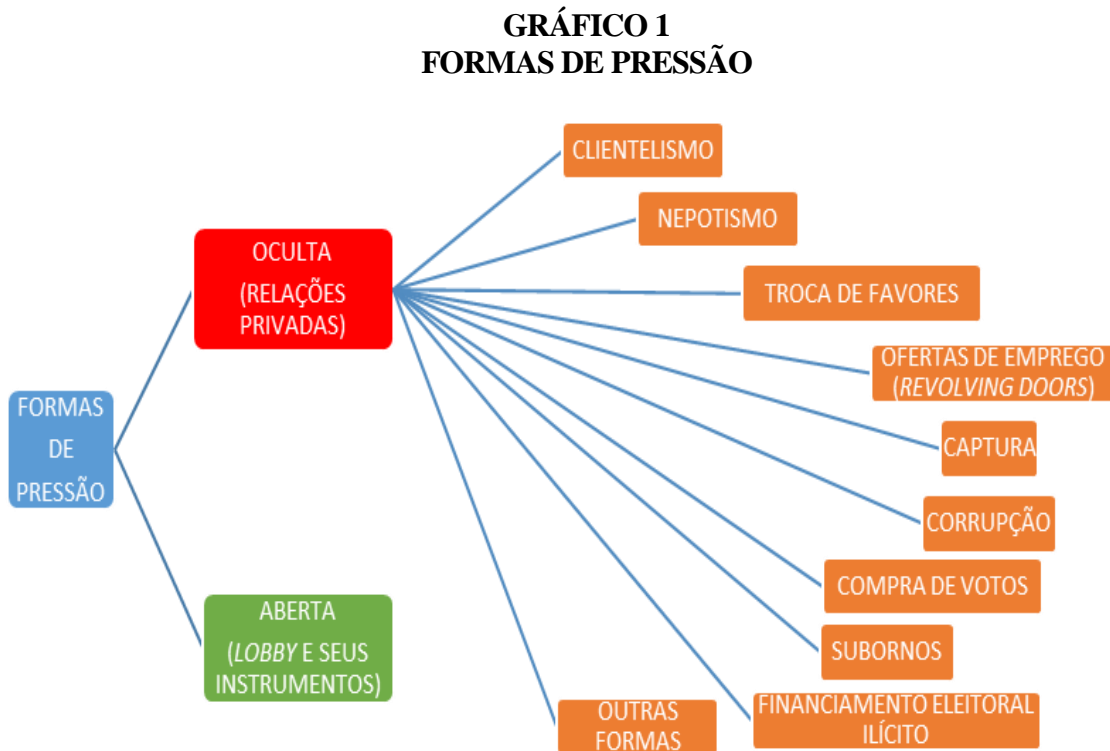 GRÁFICO 1
FORMAS DE PRESSÃO
CLIENTELISMO
NEPOTISMO
OCULTA
(RELAÇÕES
PRIVADAS)
TROCA DE FAVORES
OFERTAS DE EMPREGO
(REVOLVING DOORS)
FORMAS
DE
PRESSÃO
CAPTURA
CORRUPÇÃO
COMPRA DE VOTOS
ABERTA
(LOBBY E SEUS
INSTRUMENTOS)
SUBORNOS
FINANCIAMENTO ELEITORAL
ILÍCITO
OUTRAS
FORMAS